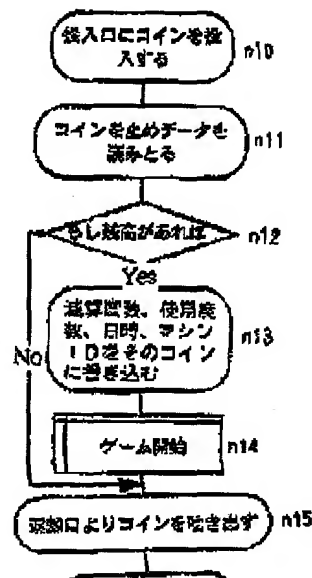 投入口にコインを投
入する
n10
コインを止めデータを
読みとる
n11
もし残高があれば
n12
Yes
減算度数、使用度
数、日時、マシン
IDをそのコイン
に書き込む
n13
No
ゲーム開始
n14
返却口よりコインを吐き出す
n15